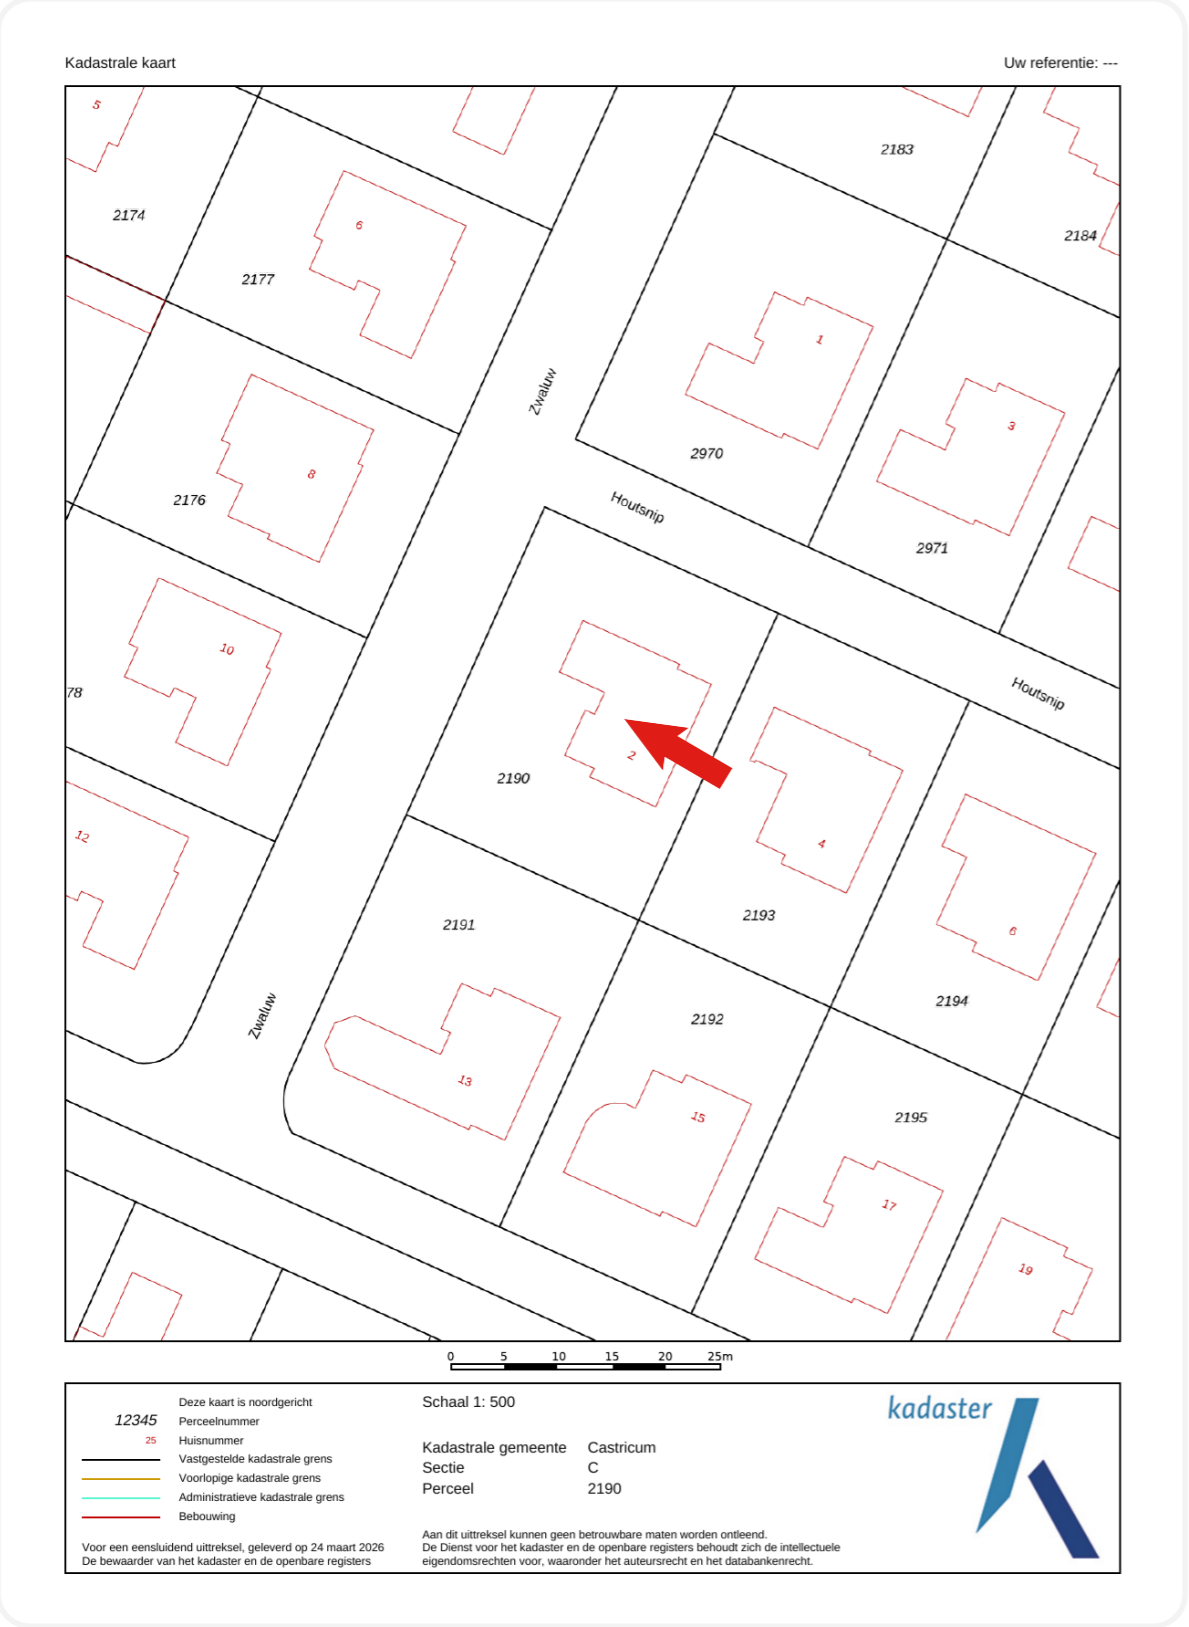 Kadastrale kaart
Uw referentie: ---
5
2183
2174
2184
6
2177
1
Zwaluw
3
2970
8
2176
Houtsnip
2971
10
78
Houtsnip
2
2190
12
4
2193
2191
6
2194
Zwaluw
2192
13
15
2195
17
19
0 5 10 15 20 25m
Deze kaart is noordgericht
12345 Perceelnummer
25 Huisnummer
Vastgestelde kadastrale grens
Voorlopige kadastrale grens
Administratieve kadastrale grens
Bebouwing
Voor een eensluidend uittreksel, geleverd op 24 maart 2026
De bewaarder van het kadaster en de openbare registers
Schaal 1: 500
Kadastrale gemeente Castricum
Sectie C
Perceel 2190
Aan dit uittreksel kunnen geen betrouwbare maten worden ontleend.
De Dienst voor het kadaster en de openbare registers behoudt zich de intellectuele
eigendomsrechten voor, waaronder het auteursrecht en het databankenrecht.
kadaster